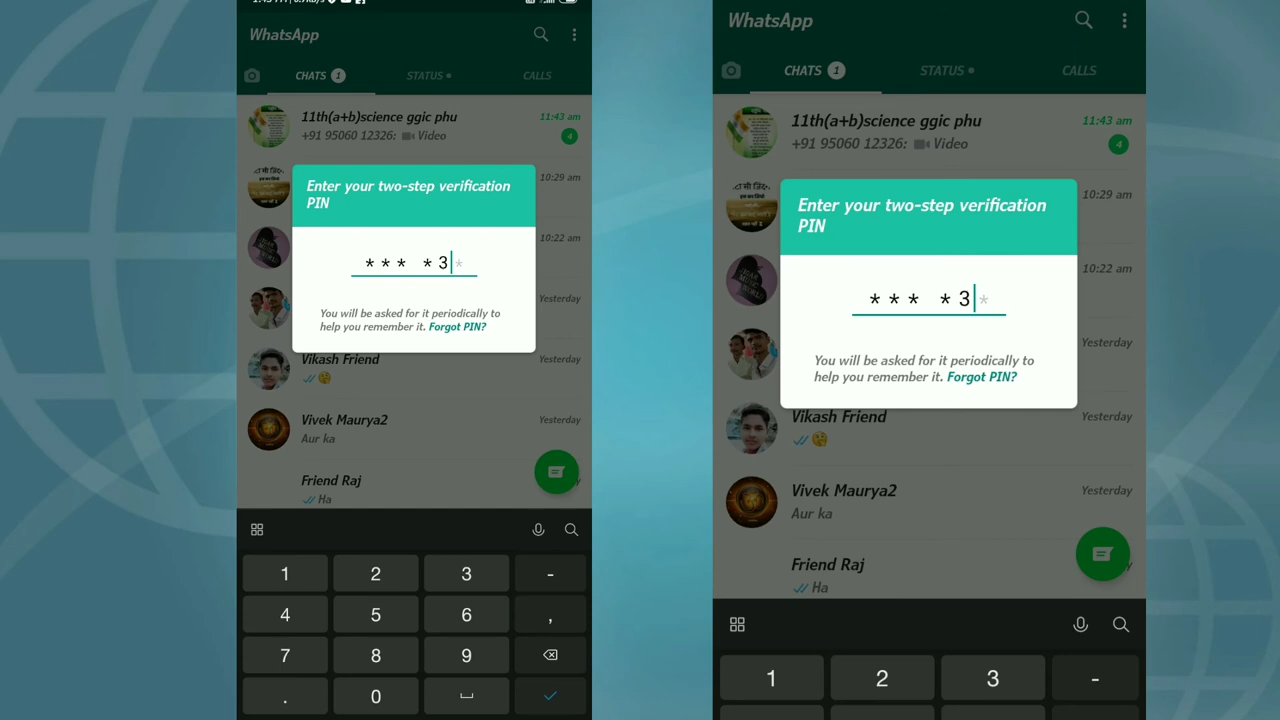 WhatsApp
CHATS 1 STATUS CALLS
11th(a+b)science ggic phu 11:43 am
+91 95060 12326: Video 4
10:29 am
Enter your two-step verification
PIN
10:22 am
* * * * 3 *
Yesterday
You will be asked for it periodically to
help you remember it. Forgot PIN?
Vikash Friend Yesterday
Vivek Maurya2 Yesterday
Aur ka
Friend Raj
Ha
1 2 3 -
4 5 6 ,
7 8 9
. 0
WhatsApp
CHATS 1 STATUS CALLS
11th(a+b)science ggic phu 11:43 am
+91 95060 12326: Video 4
10:29 am
Enter your two-step verification
PIN
10:22 am
* * * * 3 *
Yesterday
You will be asked for it periodically to
help you remember it. Forgot PIN?
Vikash Friend Yesterday
Vivek Maurya2 Yesterday
Aur ka
Friend Raj
Ha
1 2 3 -